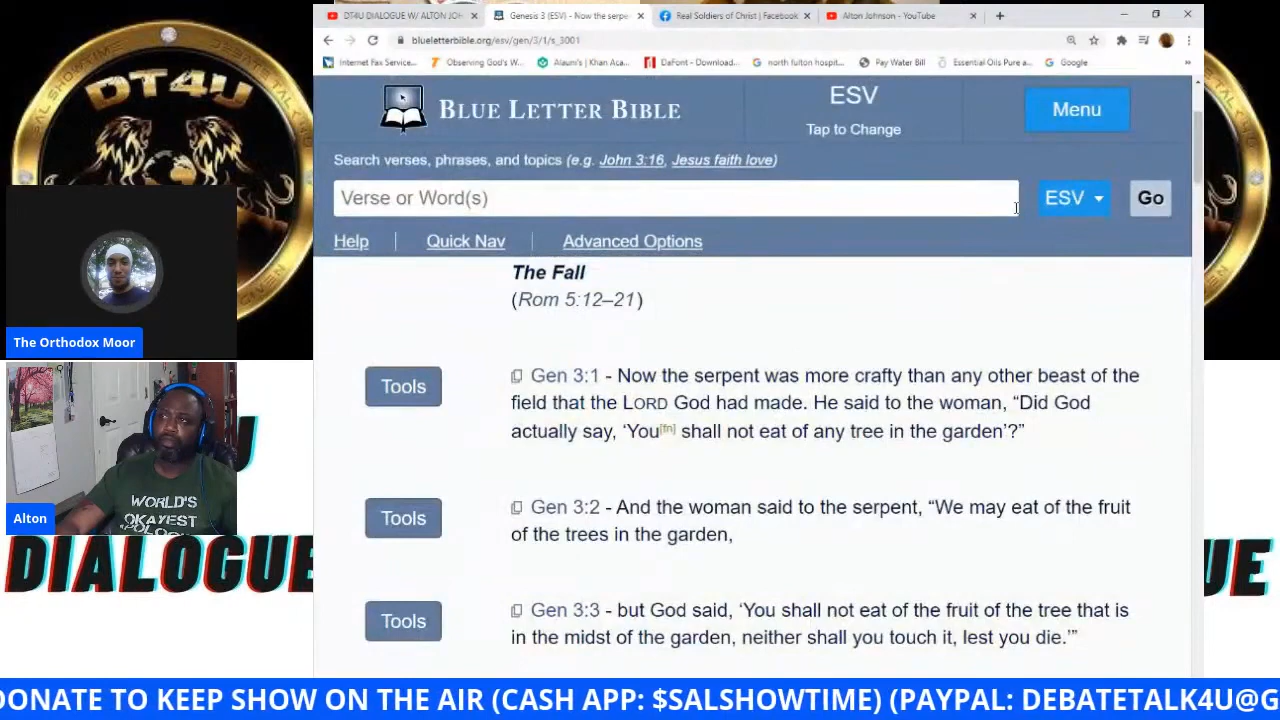 DT4U DIALOGUE W/ ALTON JOH
Genesis 3 (ESV) - Now the serpe
Real Soldiers of Christ | Facebook
Alton Johnson - YouTube
blueletterbible.org/esv/gen/3/1/s_3001
Internet Fax Service...
Observing God's W...
Alaum's | Khan Aca...
DaFont - Download...
north fulton hospit...
Pay Water Bill
Essential Oils Pure a...
Google
DT4U
BLUE LETTER BIBLE
ESV
Tap to Change
Menu
Search verses, phrases, and topics (e.g. John 3:16, Jesus faith love)
Verse or Word(s)
ESV
Go
Help
Quick Nav
Advanced Options
The Fall
(Rom 5:12–21)
Tools
Gen 3:1 - Now the serpent was more crafty than any other beast of the
field that the LORD God had made. He said to the woman, “Did God
actually say, ‘You[fn] shall not eat of any tree in the garden’?”
Tools
Gen 3:2 - And the woman said to the serpent, “We may eat of the fruit
of the trees in the garden,
Tools
Gen 3:3 - but God said, ‘You shall not eat of the fruit of the tree that is
in the midst of the garden, neither shall you touch it, lest you die.’”
The Orthodox Moor
WORLD'S
OKAYEST
Alton
DIALOGUE
UE
DONATE TO KEEP SHOW ON THE AIR (CASH APP: $SALSHOWTIME) (PAYPAL: DEBATETALK4U@G